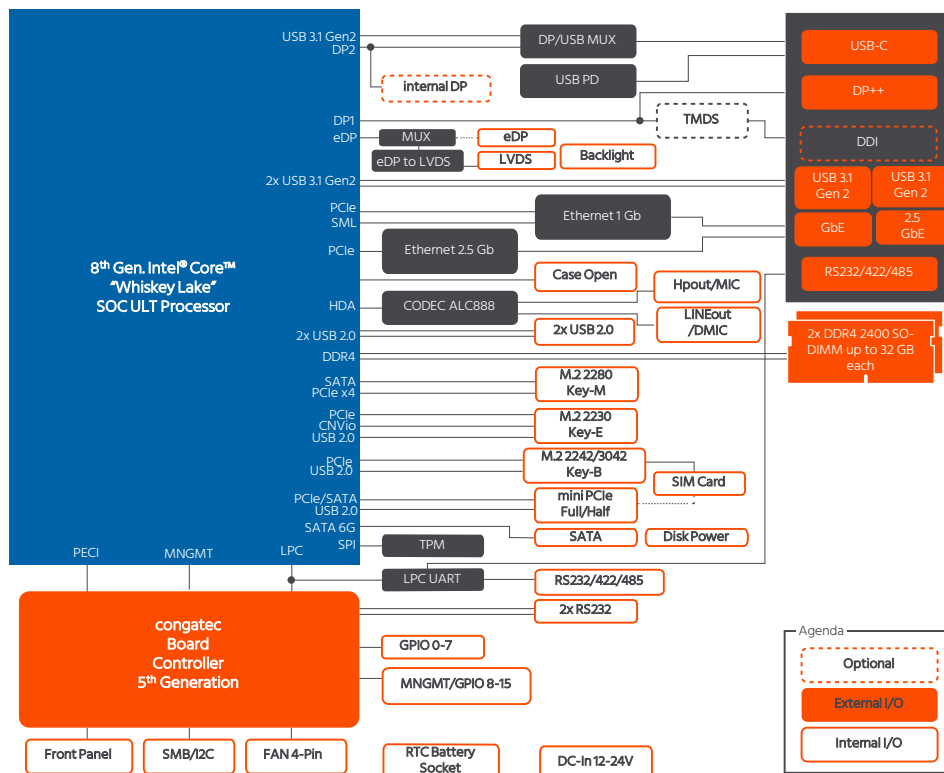 USB 3.1 Gen2
DP2
DP/USB MUX
USB PD
internal DP
USB-C
DP++
DP1
TMDS
eDP
MUX
eDP
eDP to LVDS
LVDS
Backlight
DDI
2x USB 3.1 Gen2
USB 3.1
Gen 2
USB 3.1
Gen 2
PCIe
SML
Ethernet 1 Gb
GbE
2.5
GbE
PCIe
Ethernet 2.5 Gb
8th Gen. Intel® Core™
"Whiskey Lake"
SOC ULT Processor
Case Open
RS232/422/485
HDA
CODEC ALC888
Hpout/MIC
LINEout
/DMIC
2x USB 2.0
2x USB 2.0
DDR4
2x DDR4 2400 SO-
DIMM up to 32 GB
each
SATA
PCIe x4
M.2 2280
Key-M
PCIe
CNVio
USB 2.0
M.2 2230
Key-E
PCIe
USB 2.0
M.2 2242/3042
Key-B
SIM Card
PCIe/SATA
USB 2.0
mini PCIe
Full/Half
SATA 6G
SATA
Disk Power
SPI
TPM
PECI
MNGMT
LPC
LPC UART
RS232/422/485
2x RS232
congatec
Board
Controller
5th Generation
GPIO 0-7
MNGMT/GPIO 8-15
Front Panel
SMB/I2C
FAN 4-Pin
RTC Battery
Socket
DC-In 12-24V
Agenda
Optional
External I/O
Internal I/O